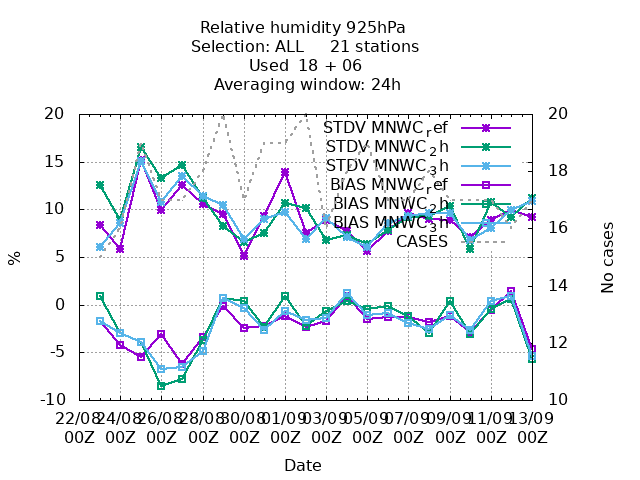 Relative humidity 925hPa
Selection: ALL 21 stations
Used 18 + 06
Averaging window: 24h
20
15
10
5
0
-5
-10
%
20
18
16
14
12
10
No cases
STDV MNWC_ref
STDV MNWC_2h
STDV MNWC_3h
BIAS MNWC_ref
BIAS MNWC_2h
BIAS MNWC_3h
CASES
22/08 24/08 26/08 28/08 30/08 01/09 03/09 05/09 07/09 09/09 11/09 13/09
00Z 00Z 00Z 00Z 00Z 00Z 00Z 00Z 00Z 00Z 00Z 00Z
Date